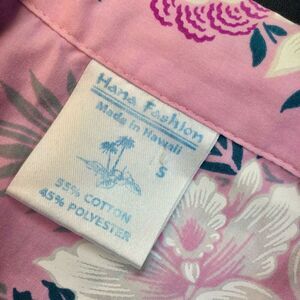 Hana Fashion
Made in Hawaii
S
55% COTTON
45% POLYESTER